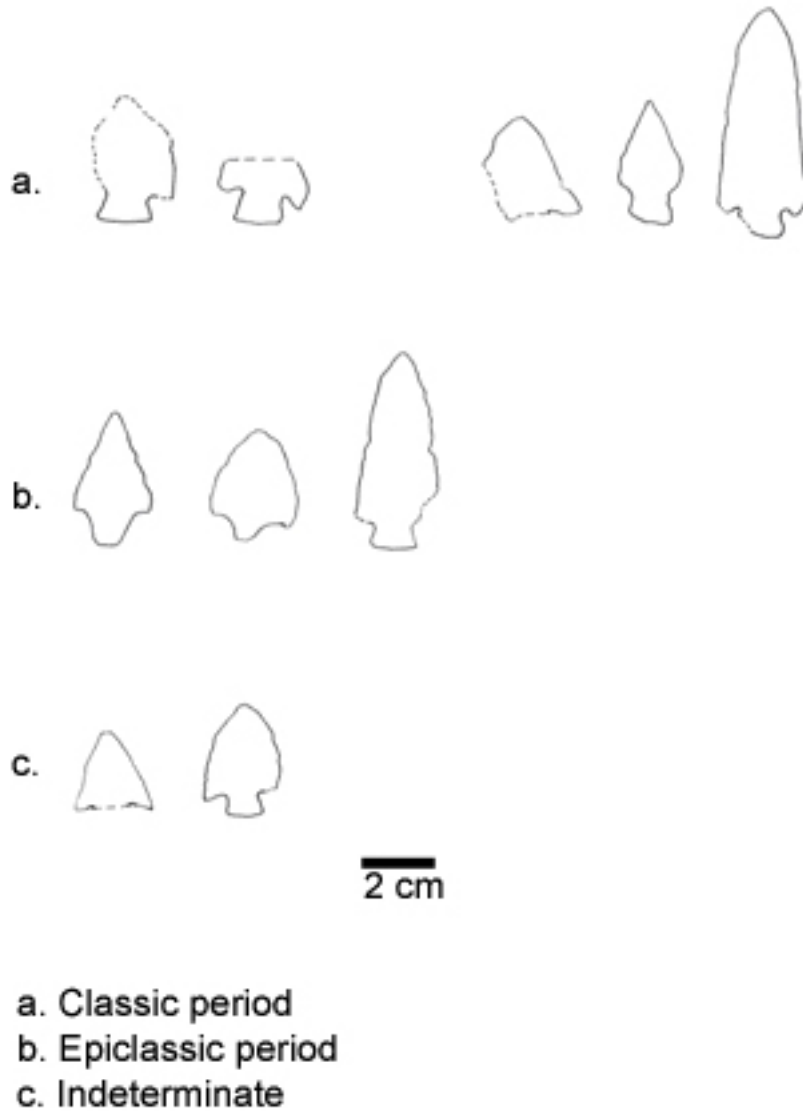 a.
b.
c.
2 cm
a. Classic period
b. Epiclassic period
c. Indeterminate